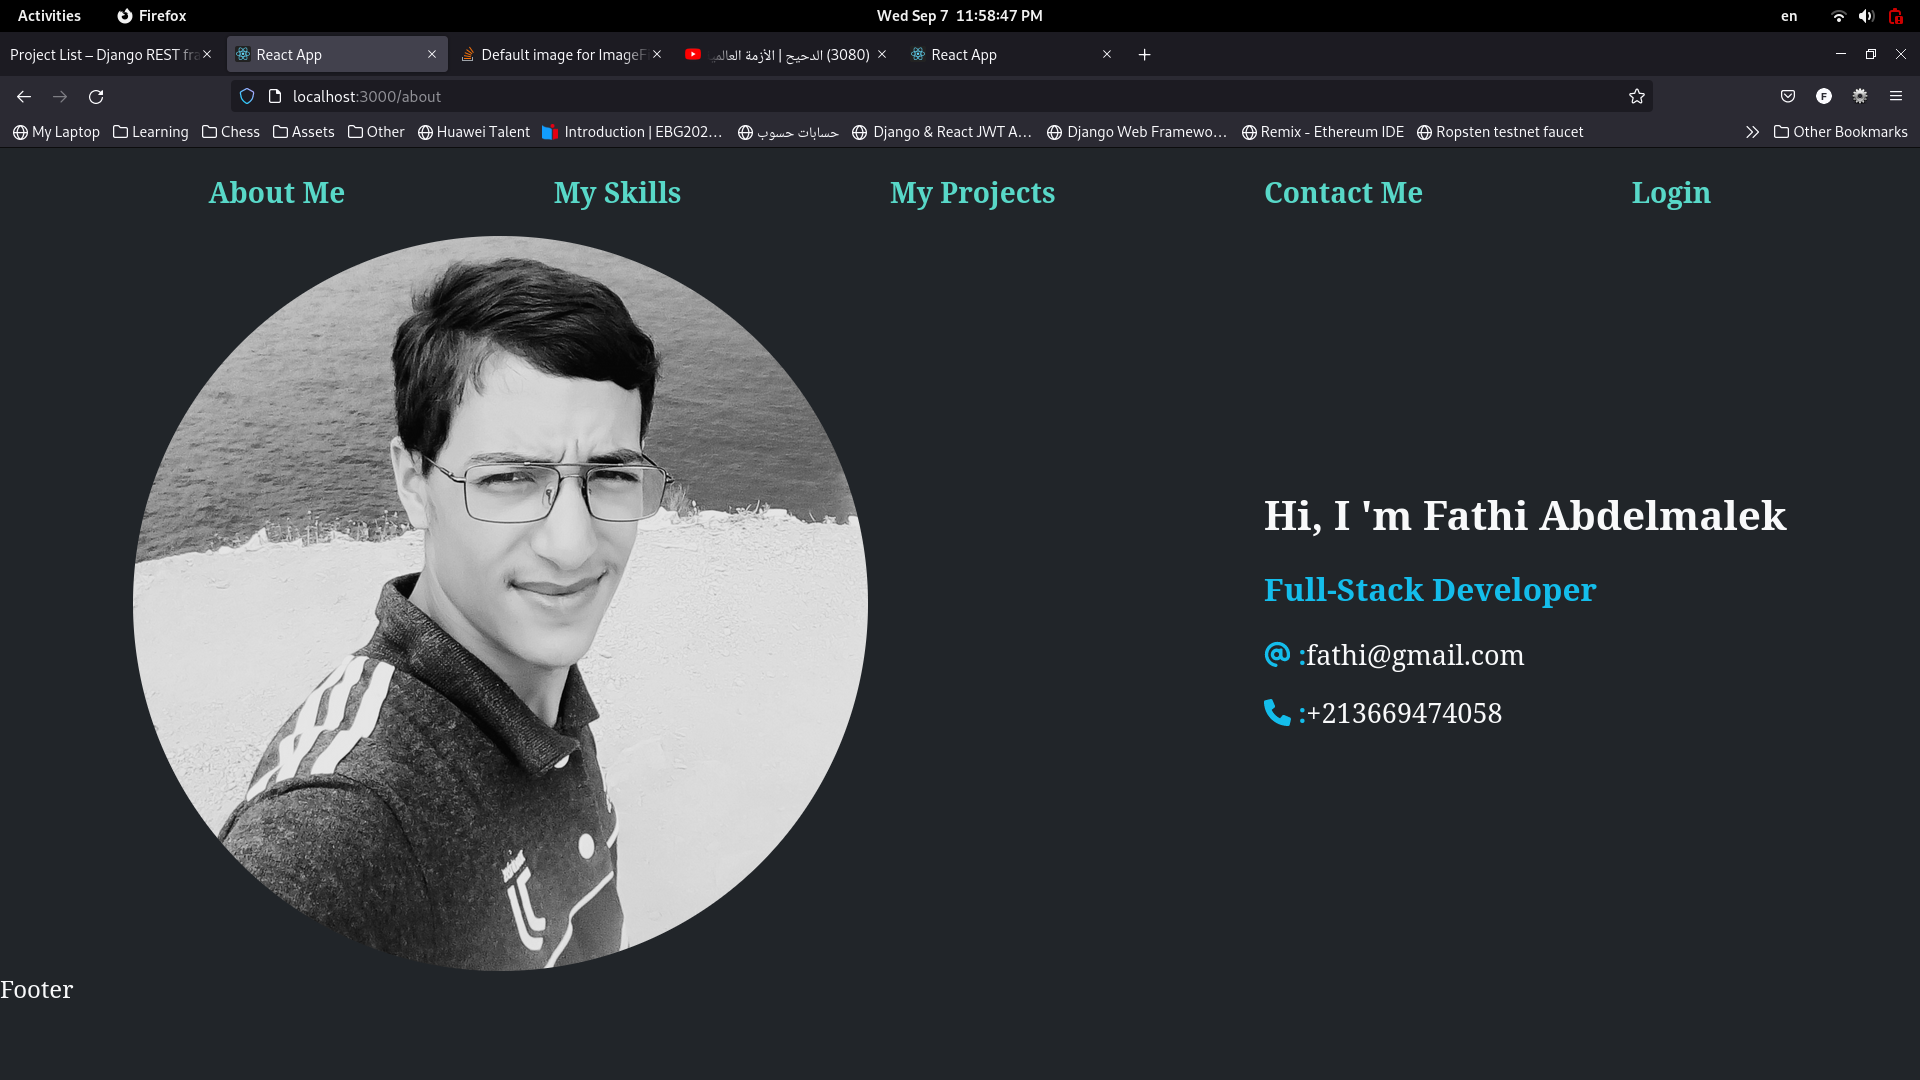 Activities Firefox Wed Sep 7 11:58:47 PM en
Project List – Django REST fra React App Default image for ImageF (3080) الدحيح | الأزمة العالمية React App
localhost:3000/about
My Laptop Learning Chess Assets Other Huawei Talent Introduction | EBG202… حسابات حسوب Django & React JWT A… Django Web Framewo… Remix - Ethereum IDE Ropsten testnet faucet Other Bookmarks
About Me My Skills My Projects Contact Me Login
Hi, I 'm Fathi Abdelmalek
Full-Stack Developer
@ :fathi@gmail.com
:+213669474058
Footer